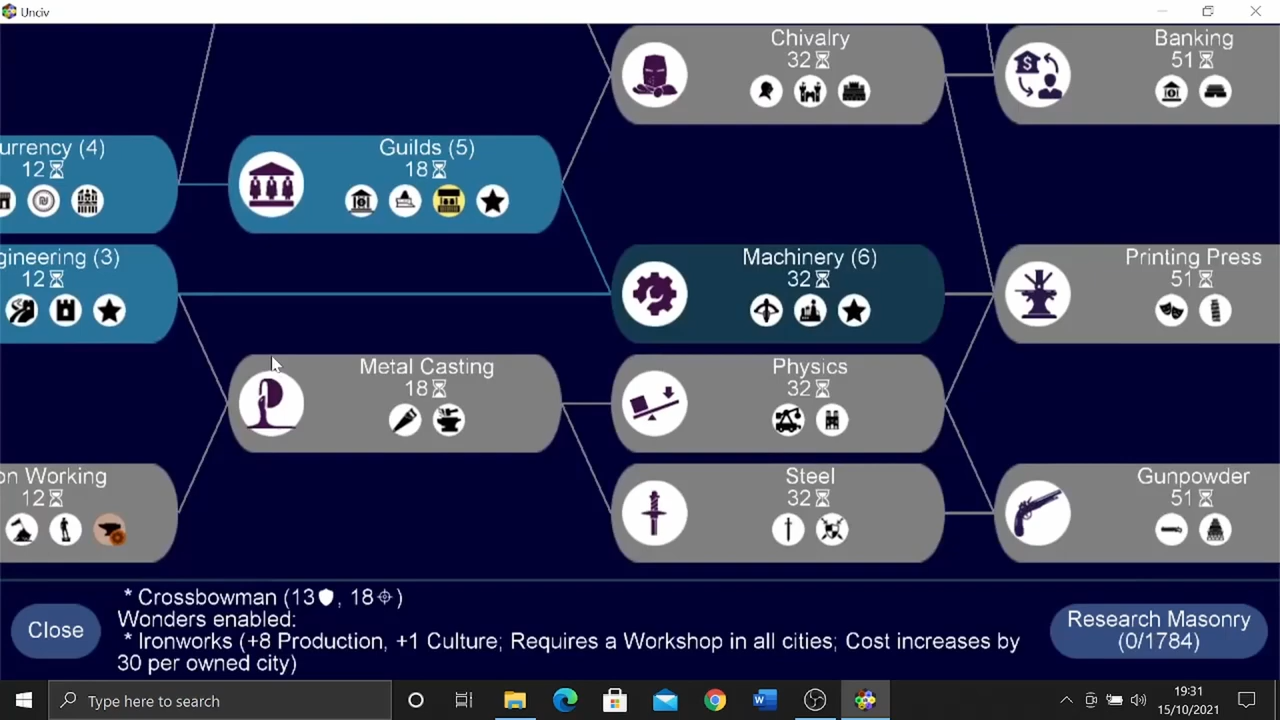 Unciv
Chivalry
32
Banking
51
urrency (4)
12
Guilds (5)
18
gineering (3)
12
Machinery (6)
32
Printing Press
51
Metal Casting
18
Physics
32
on Working
12
Steel
32
Gunpowder
51
* Crossbowman (13, 18)
Wonders enabled:
* Ironworks (+8 Production, +1 Culture; Requires a Workshop in all cities; Cost increases by
30 per owned city)
Close
Research Masonry
(0/1784)
Type here to search
19:31
15/10/2021